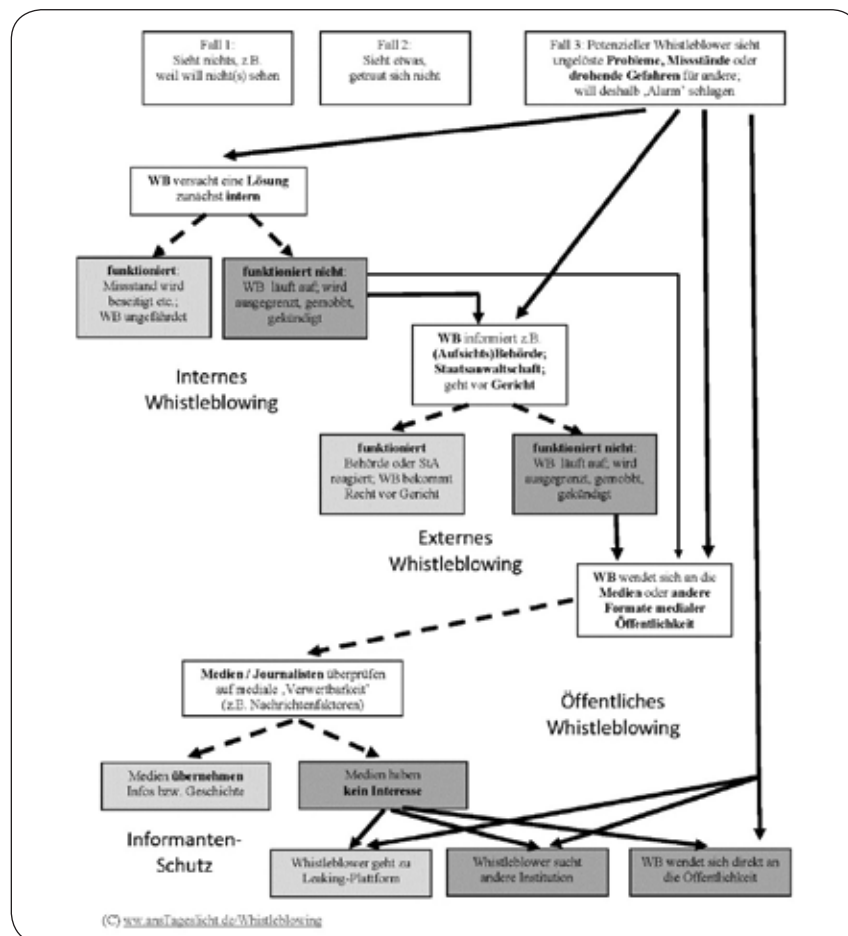 Fall 1:
Sieht nichts, z.B.
weil will nicht(s) sehen
Fall 2:
Sieht etwas,
getraut sich nicht
Fall 3: Potenzieller Whistleblower sieht
ungelöste Probleme, Missstände oder
drohende Gefahren für andere;
will deshalb „Alarm" schlagen
WB versucht eine Lösung
zunächst intern
funktioniert:
Missstand wird
beseitigt etc.;
WB ungefährdet
funktioniert nicht:
WB läuft auf; wird
ausgegrenzt, gemobbt,
gekündigt
WB informiert z.B.
(Aufsichts)Behörde;
Staatsanwaltschaft;
geht vor Gericht
Internes
Whistleblowing
funktioniert
Behörde oder StA
reagiert; WB bekommt
Recht vor Gericht
funktioniert nicht:
WB läuft auf; wird
ausgegrenzt, gemobbt,
gekündigt
Externes
Whistleblowing
WB wendet sich an die
Medien oder andere
Formate medialer
Öffentlichkeit
Medien / Journalisten überprüfen
auf mediale „Verwertbarkeit"
(z.B. Nachrichtenfaktoren)
Öffentliches
Whistleblowing
Medien übernehmen
Infos bzw. Geschichte
Medien haben
kein Interesse
Informanten-
Schutz
Whistleblower geht zu
Leaking-Plattform
Whistleblower sucht
andere Institution
WB wendet sich direkt an
die Öffentlichkeit
(C) ww.ansTageslicht.de/Whistleblowing